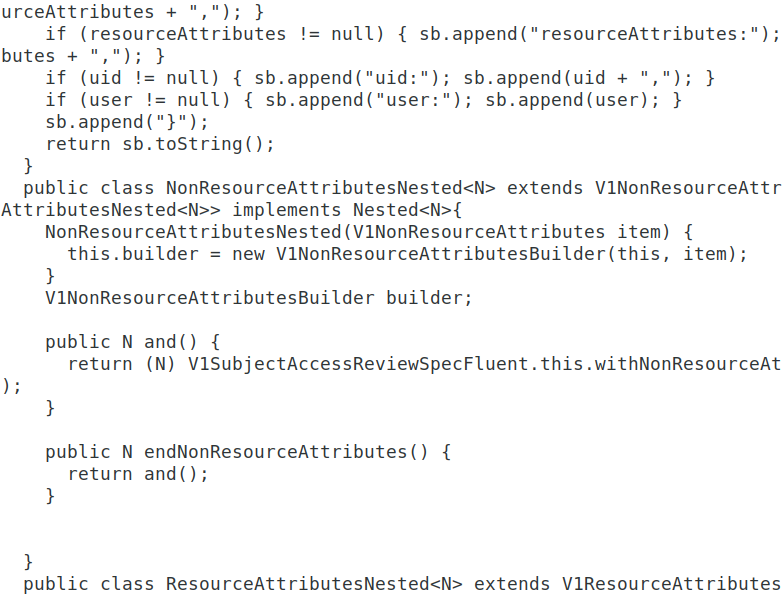 urceAttributes + ","); }
    if (resourceAttributes != null) { sb.append("resourceAttributes:");
butes + ","); }
    if (uid != null) { sb.append("uid:"); sb.append(uid + ","); }
    if (user != null) { sb.append("user:"); sb.append(user); }
    sb.append("}");
    return sb.toString();
  }
  public class NonResourceAttributesNested<N> extends V1NonResourceAttr
AttributesNested<N>> implements Nested<N>{
    NonResourceAttributesNested(V1NonResourceAttributes item) {
      this.builder = new V1NonResourceAttributesBuilder(this, item);
    }
    V1NonResourceAttributesBuilder builder;

    public N and() {
      return (N) V1SubjectAccessReviewSpecFluent.this.withNonResourceAt
);
    }

    public N endNonResourceAttributes() {
      return and();
    }


  }
  public class ResourceAttributesNested<N> extends V1ResourceAttributes